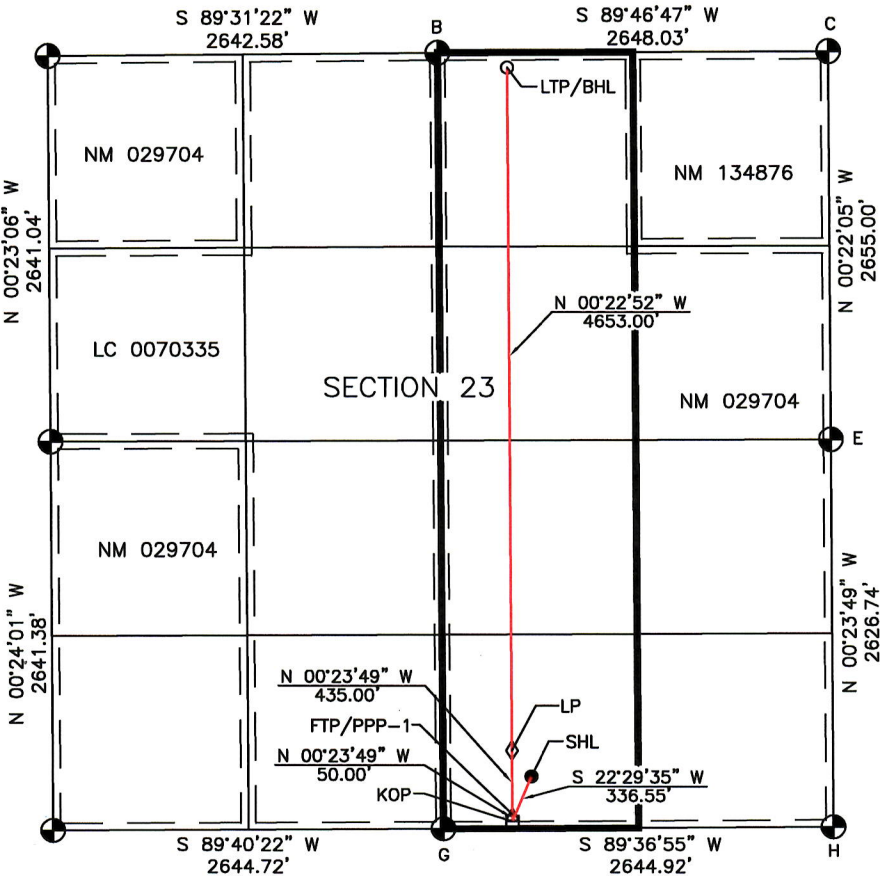 S 89°31'22" W
2642.58'
B
S 89°46'47" W
2648.03'
C
LTP/BHL
NM 029704
NM 134876
N 00°23'06" W
2641.04'
N 00°22'05" W
2655.00'
N 00°22'52" W
4653.00'
LC 0070335
SECTION 23
NM 029704
E
NM 029704
N 00°24'01" W
2641.38'
N 00°23'49" W
2626.74'
N 00°23'49" W
435.00'
LP
FTP/PPP-1
SHL
N 00°23'49" W
50.00'
S 22°29'35" W
336.55'
KOP
S 89°40'22" W
2644.72'
G
S 89°36'55" W
2644.92'
H